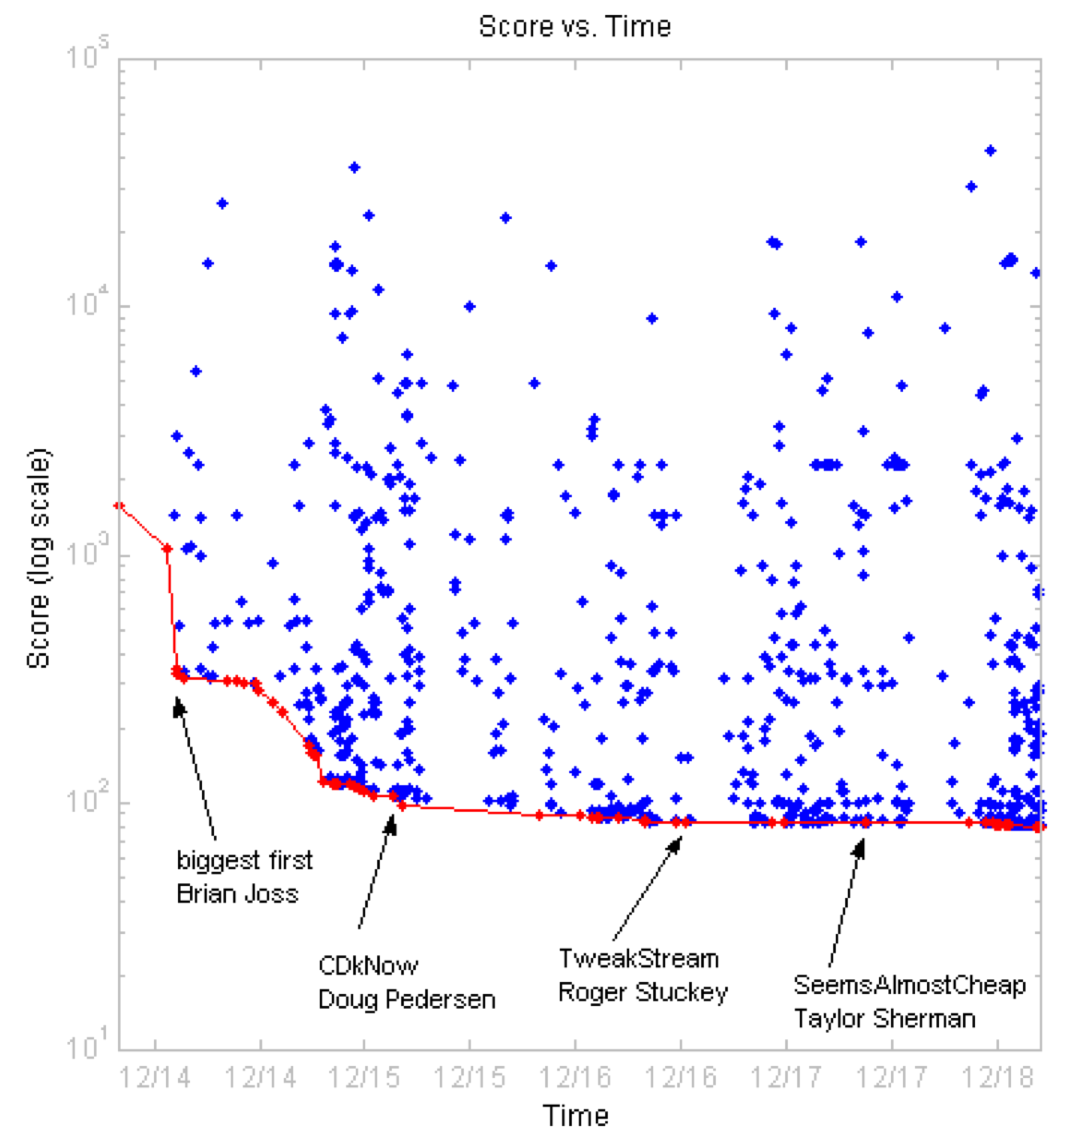 Score vs. Time
10^5
10^4
10^3
10^2
10^1
Score (log scale)
biggest first
Brian Joss
CDkNow
Doug Pedersen
TweakStream
Roger Stuckey
SeemsAlmostCheap
Taylor Sherman
12/14 12/14 12/15 12/15 12/16 12/16 12/17 12/17 12/18
Time